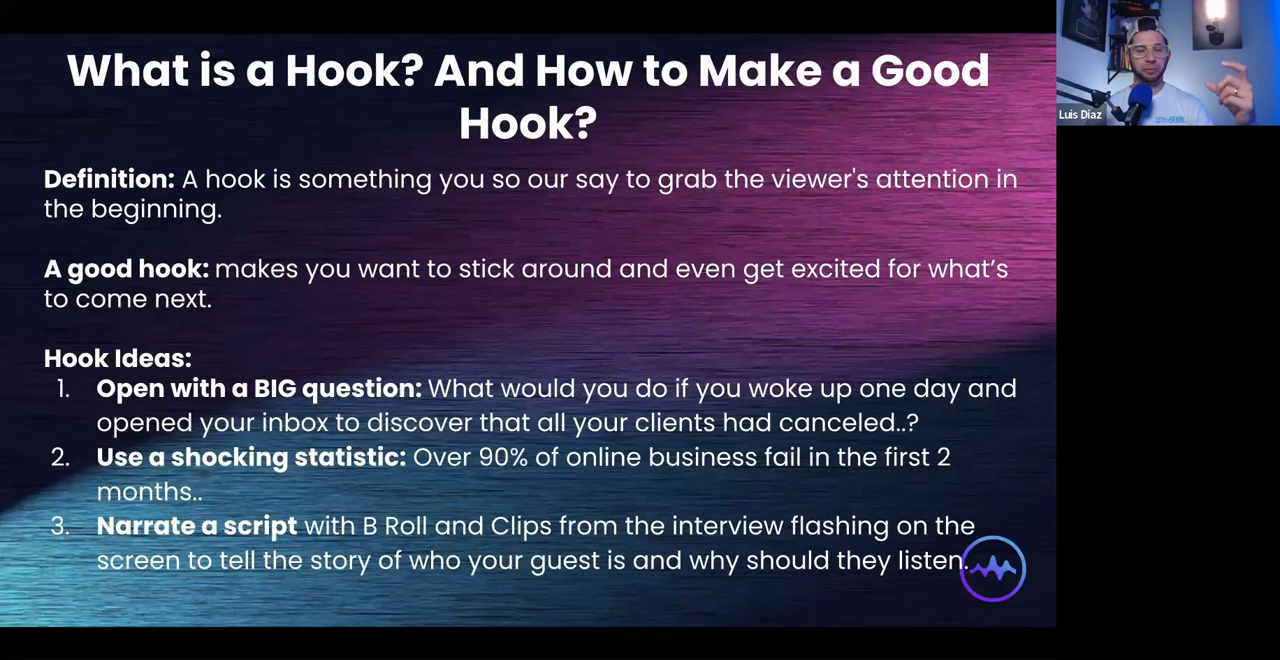 What is a Hook? And How to Make a Good
Hook?
Definition: A hook is something you so our say to grab the viewer's attention in
the beginning.
A good hook: makes you want to stick around and even get excited for what's
to come next.
Hook Ideas:
1. Open with a BIG question: What would you do if you woke up one day and
opened your inbox to discover that all your clients had canceled..?
2. Use a shocking statistic: Over 90% of online business fail in the first 2
months..
3. Narrate a script with B Roll and Clips from the interview flashing on the
screen to tell the story of who your guest is and why should they listen.
Luis Diaz